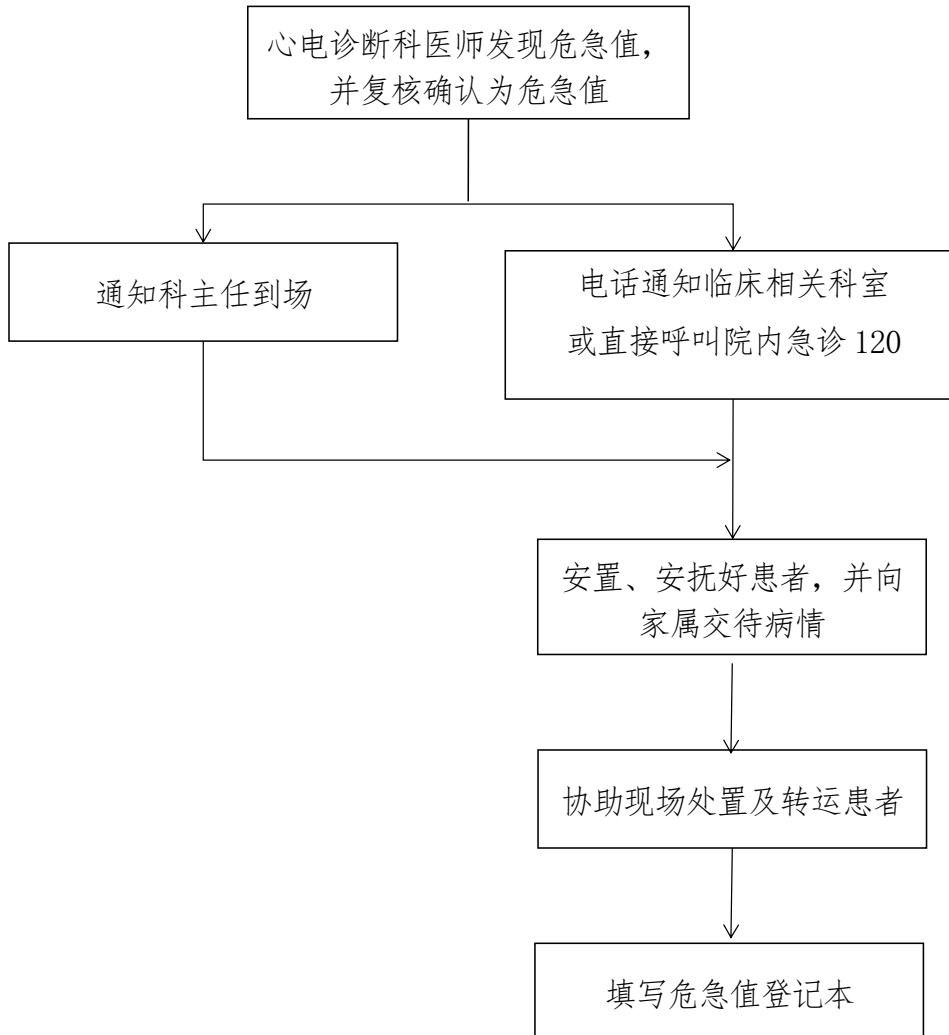 心电诊断科医师发现危急值，
并复核确认为危急值
通知科主任到场
电话通知临床相关科室
或直接呼叫院内急诊 120
安置、安抚好患者，并向
家属交待病情
协助现场处置及转运患者
填写危急值登记本